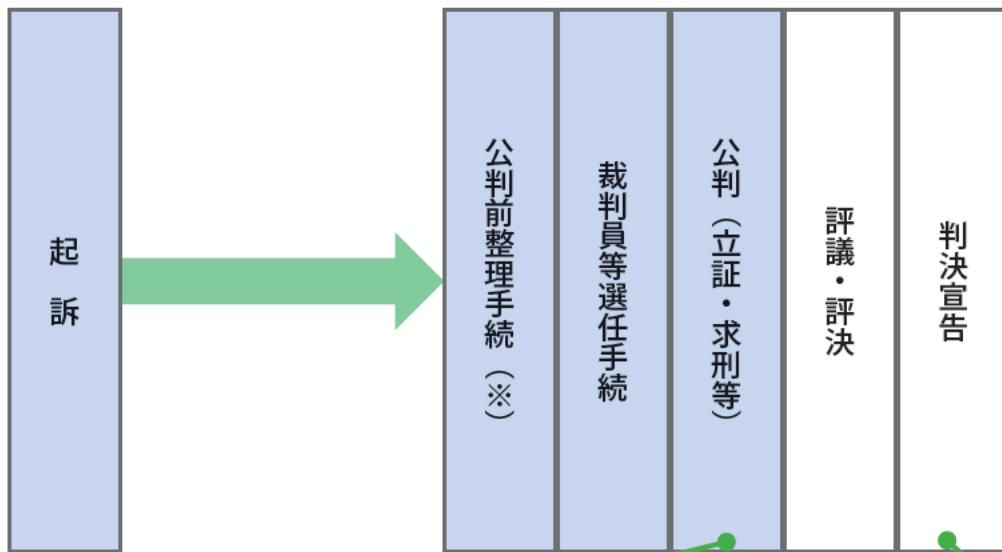 起訴
公判前整理手続（※）
裁判員等選任手続
公判（立証・求刑等）
評議・評決
判決宣告